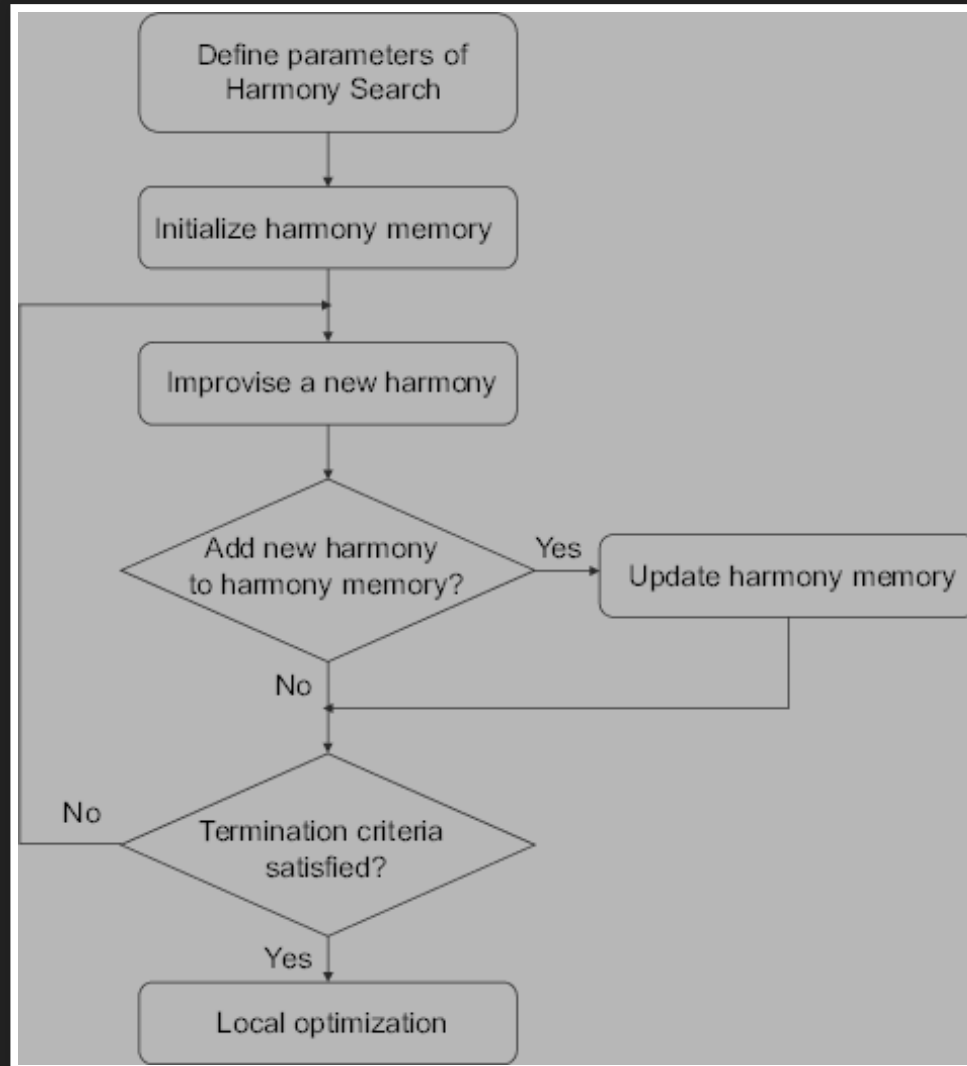 Define parameters of
Harmony Search
Initialize harmony memory
Improvise a new harmony
Add new harmony
to harmony memory?
Yes
Update harmony memory
No
No
Termination criteria
satisfied?
Yes
Local optimization